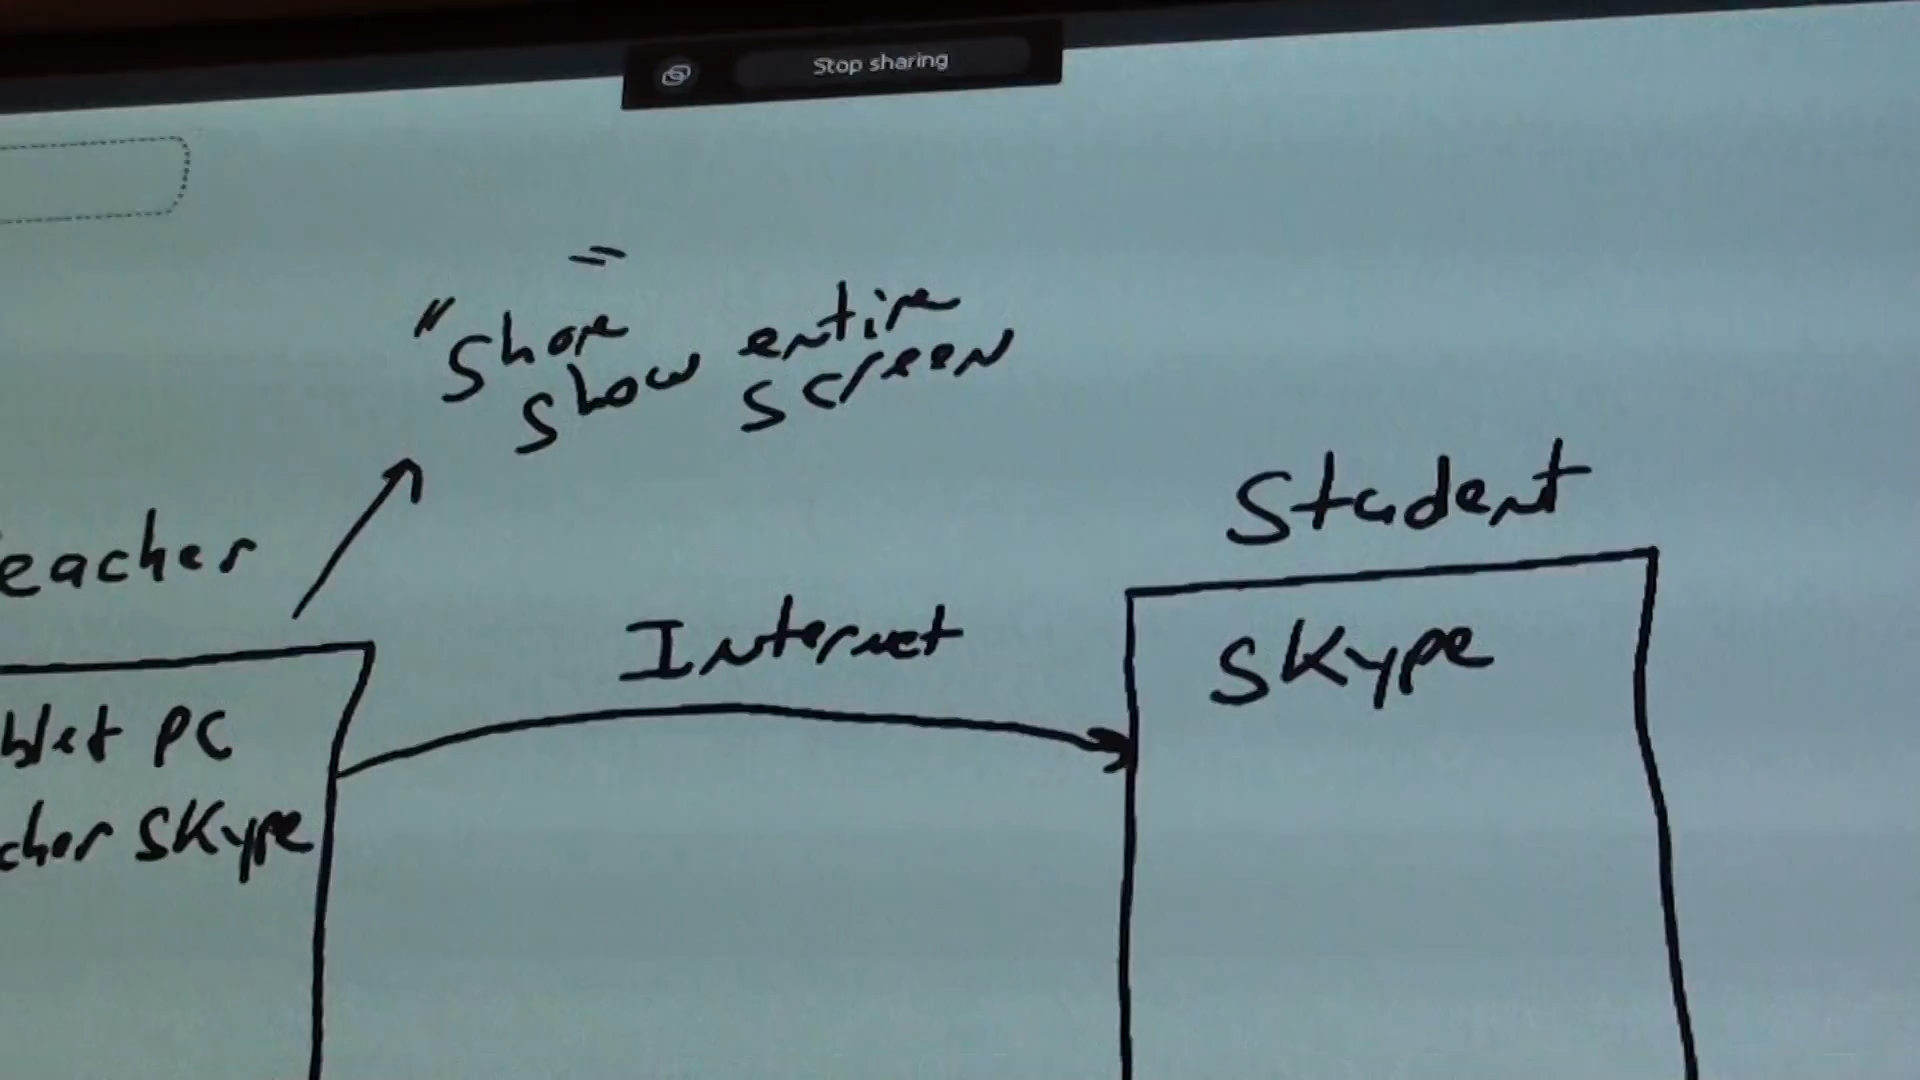 Stop sharing
"Share"
show entire
screen
Student
eacher
Internet
Skype
blet PC
cher Skype